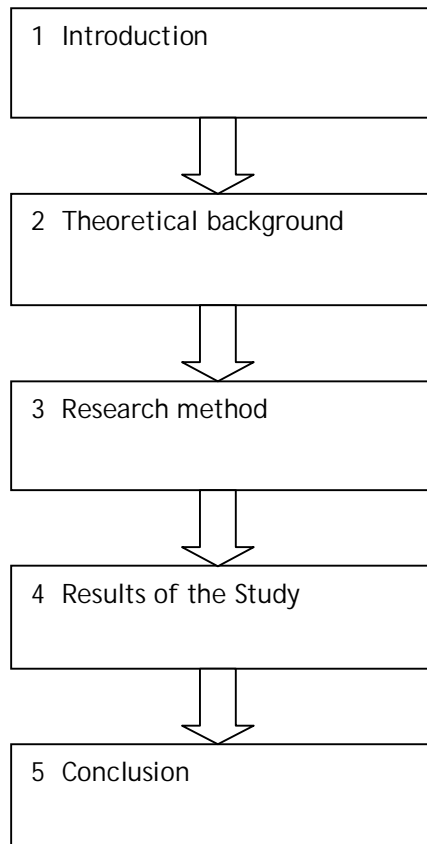 1 Introduction
2 Theoretical background
3 Research method
4 Results of the Study
5 Conclusion